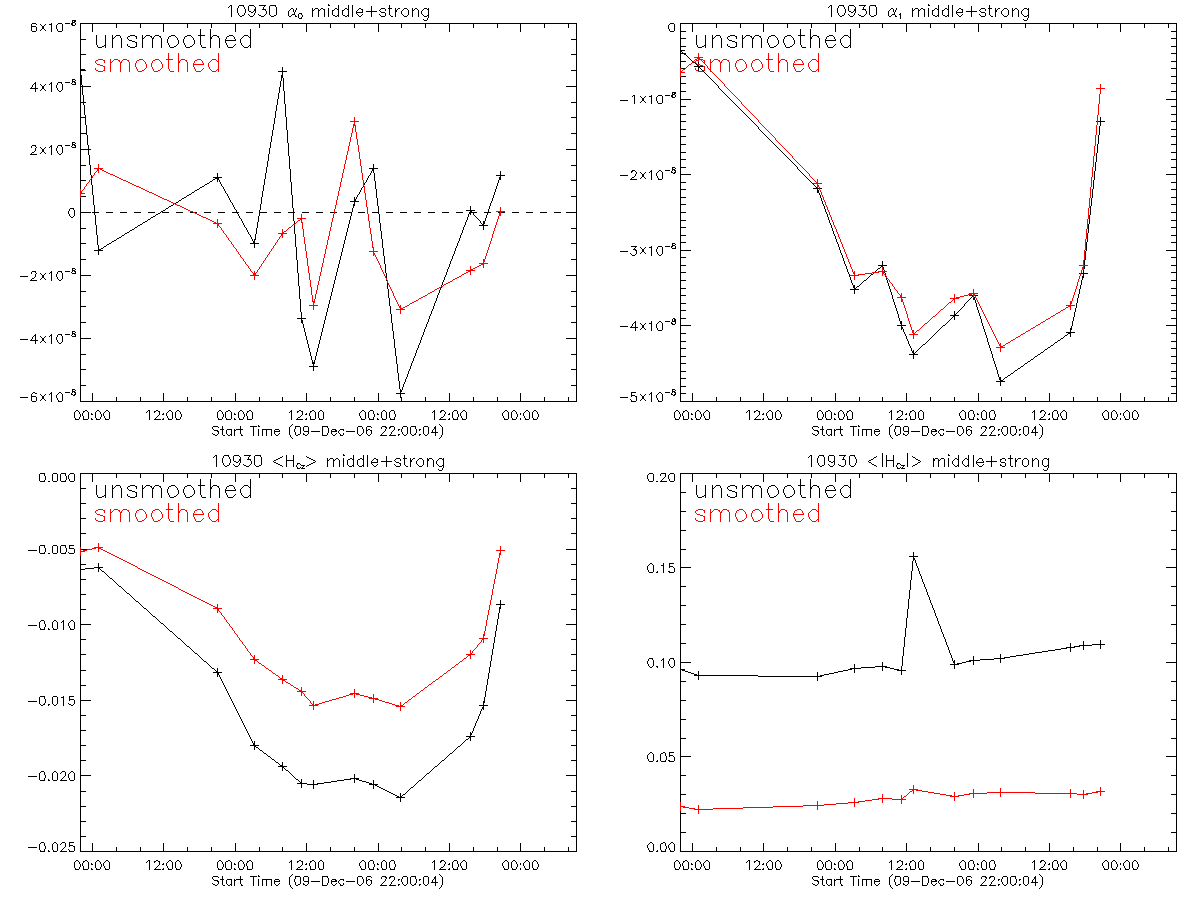 10930 α₀ middle+strong
unsmoothed
smoothed
6×10⁻⁸
4×10⁻⁸
2×10⁻⁸
0
−2×10⁻⁸
−4×10⁻⁸
−6×10⁻⁸
00:00 12:00 00:00 12:00 00:00 12:00 00:00
Start Time (09-Dec-06 22:00:04)
10930 α₁ middle+strong
unsmoothed
smoothed
0
−1×10⁻⁸
−2×10⁻⁸
−3×10⁻⁸
−4×10⁻⁸
−5×10⁻⁸
00:00 12:00 00:00 12:00 00:00 12:00 00:00
Start Time (09-Dec-06 22:00:04)
10930 <H_cz> middle+strong
unsmoothed
smoothed
0.000
−0.005
−0.010
−0.015
−0.020
−0.025
00:00 12:00 00:00 12:00 00:00 12:00 00:00
Start Time (09-Dec-06 22:00:04)
10930 <|H_cz|> middle+strong
unsmoothed
smoothed
0.20
0.15
0.10
0.05
0.00
00:00 12:00 00:00 12:00 00:00 12:00 00:00
Start Time (09-Dec-06 22:00:04)